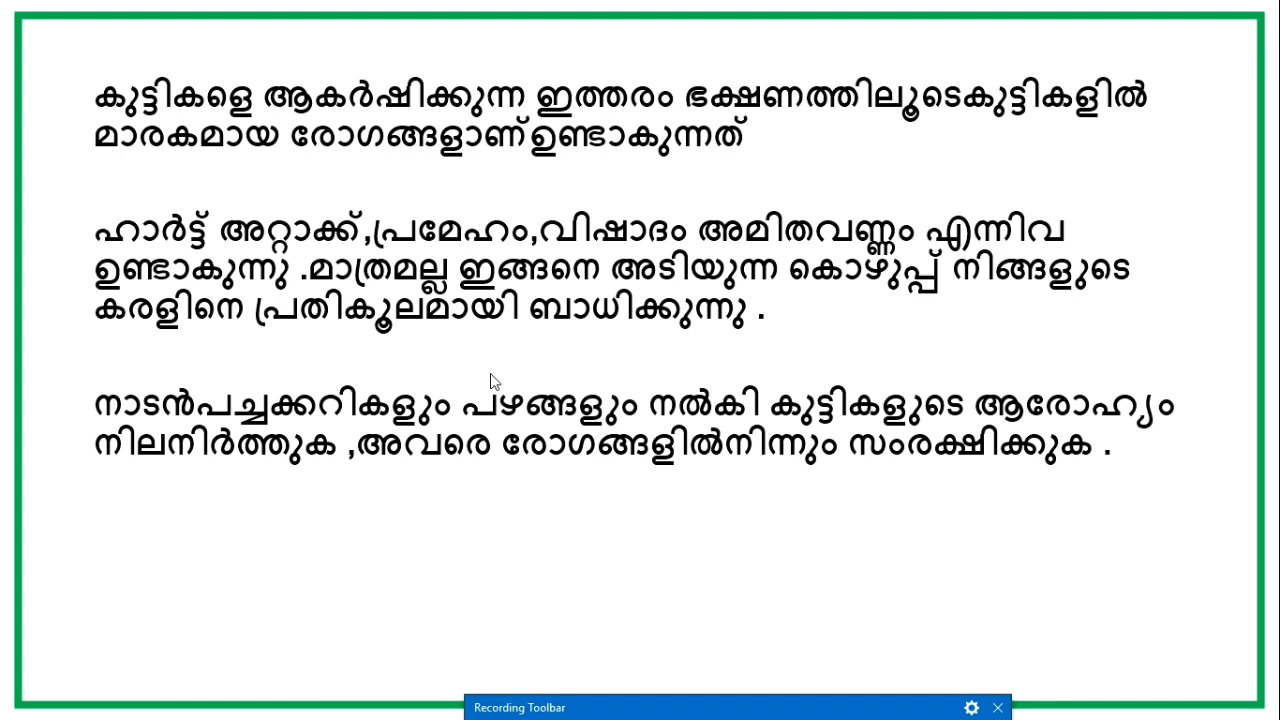 കുട്ടികളെ ആകർഷിക്കുന്ന ഇത്തരം ഭക്ഷണത്തിലൂടെകുട്ടികളിൽ
മാരകമായ രോഗങ്ങളാണ് ഉണ്ടാകുന്നത്
ഹാർട്ട് അറ്റാക്ക് ,പ്രമേഹം,വിഷാദം അമിതവണ്ണം എന്നിവ
ഉണ്ടാകുന്നു .മാത്രമല്ല ഇങ്ങനെ അടിയുന്ന കൊഴുപ്പ് നിങ്ങളുടെ
കരളിനെ പ്രതികൂലമായി ബാധിക്കുന്നു .
നാടൻപച്ചക്കറികളും പഴങ്ങളും നൽകി കുട്ടികളുടെ ആരോഹ്യം
നിലനിർത്തുക ,അവരെ രോഗങ്ങളിൽനിന്നും സംരക്ഷിക്കുക .
Recording Toolbar